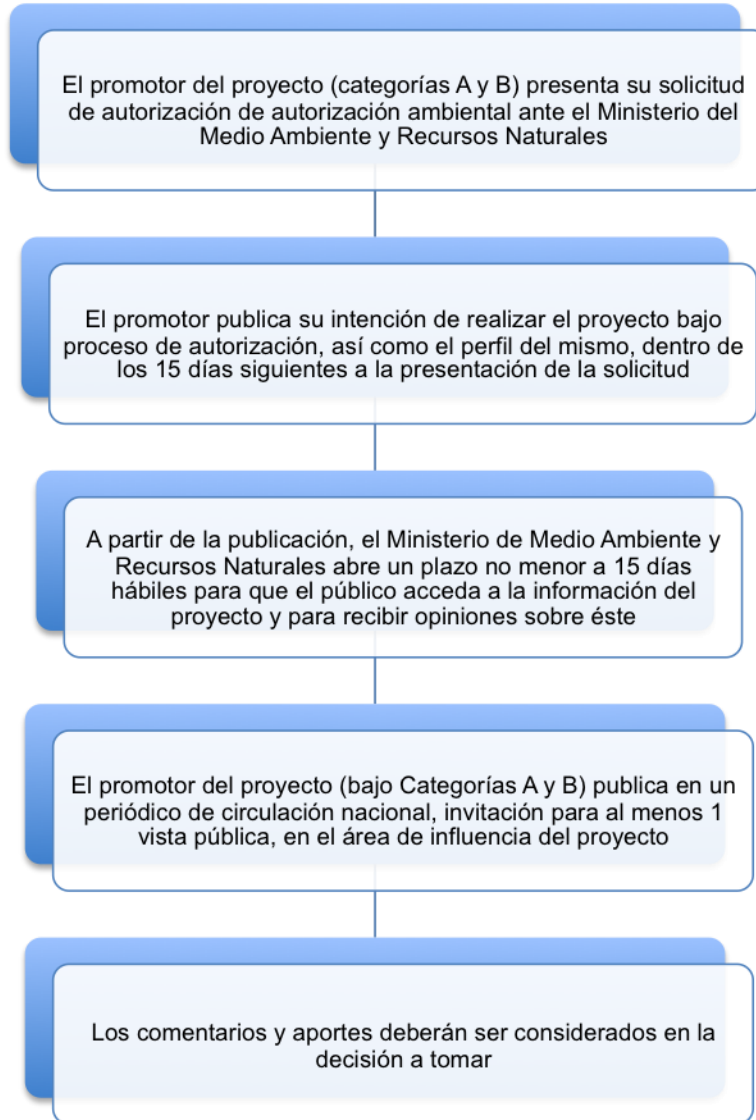 El promotor del proyecto (categorías A y B) presenta su solicitud
de autorización de autorización ambiental ante el Ministerio del
Medio Ambiente y Recursos Naturales
El promotor publica su intención de realizar el proyecto bajo
proceso de autorización, así como el perfil del mismo, dentro de
los 15 días siguientes a la presentación de la solicitud
A partir de la publicación, el Ministerio de Medio Ambiente y
Recursos Naturales abre un plazo no menor a 15 días
hábiles para que el público acceda a la información del
proyecto y para recibir opiniones sobre éste
El promotor del proyecto (bajo Categorías A y B) publica en un
periódico de circulación nacional, invitación para al menos 1
vista pública, en el área de influencia del proyecto
Los comentarios y aportes deberán ser considerados en la
decisión a tomar